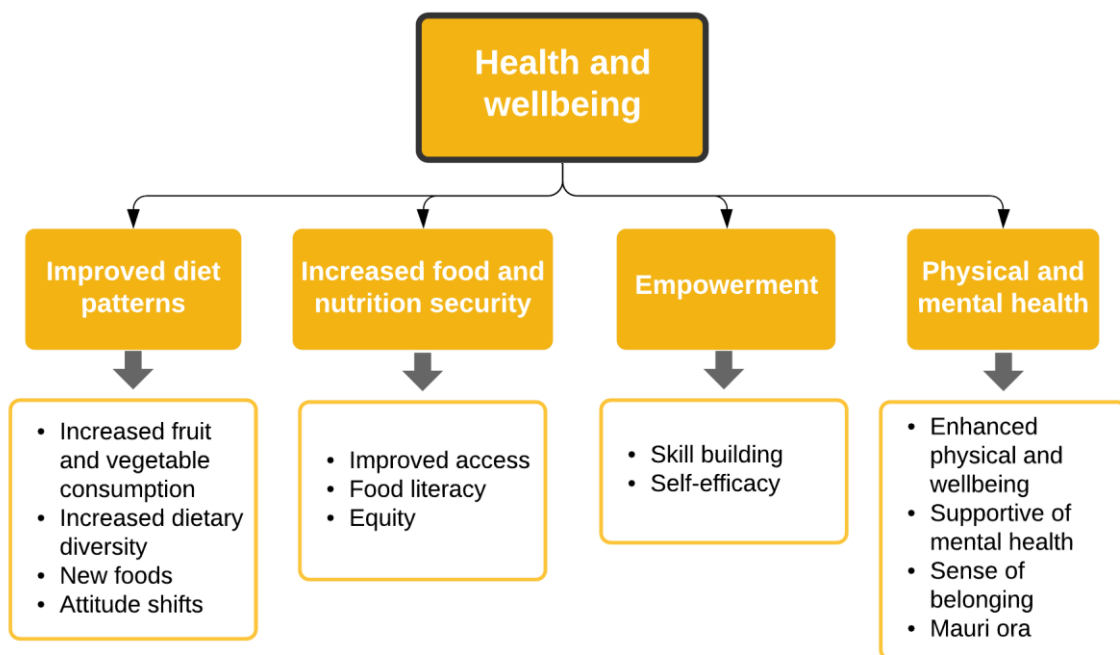 Health and
wellbeing
Improved diet
patterns
Increased food and
nutrition security
Empowerment
Physical and
mental health
• Increased fruit
and vegetable
consumption
• Increased dietary
diversity
• New foods
• Attitude shifts
• Improved access
• Food literacy
• Equity
• Skill building
• Self-efficacy
• Enhanced
physical and
wellbeing
• Supportive of
mental health
• Sense of
belonging
• Mauri ora